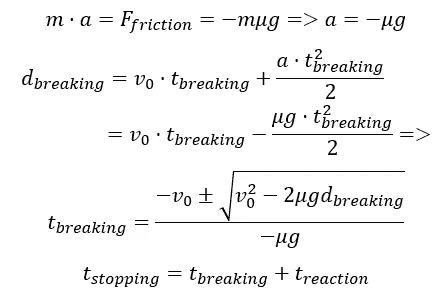 m · a = F_friction = −mμg => a = −μg
d_breaking = v_0 · t_breaking + (a · t_breaking^2)/2
= v_0 · t_breaking − (μg · t_breaking^2)/2 =>
t_breaking = (−v_0 ± √(v_0^2 − 2μgd_breaking))/(−μg)
t_stopping = t_breaking + t_reaction